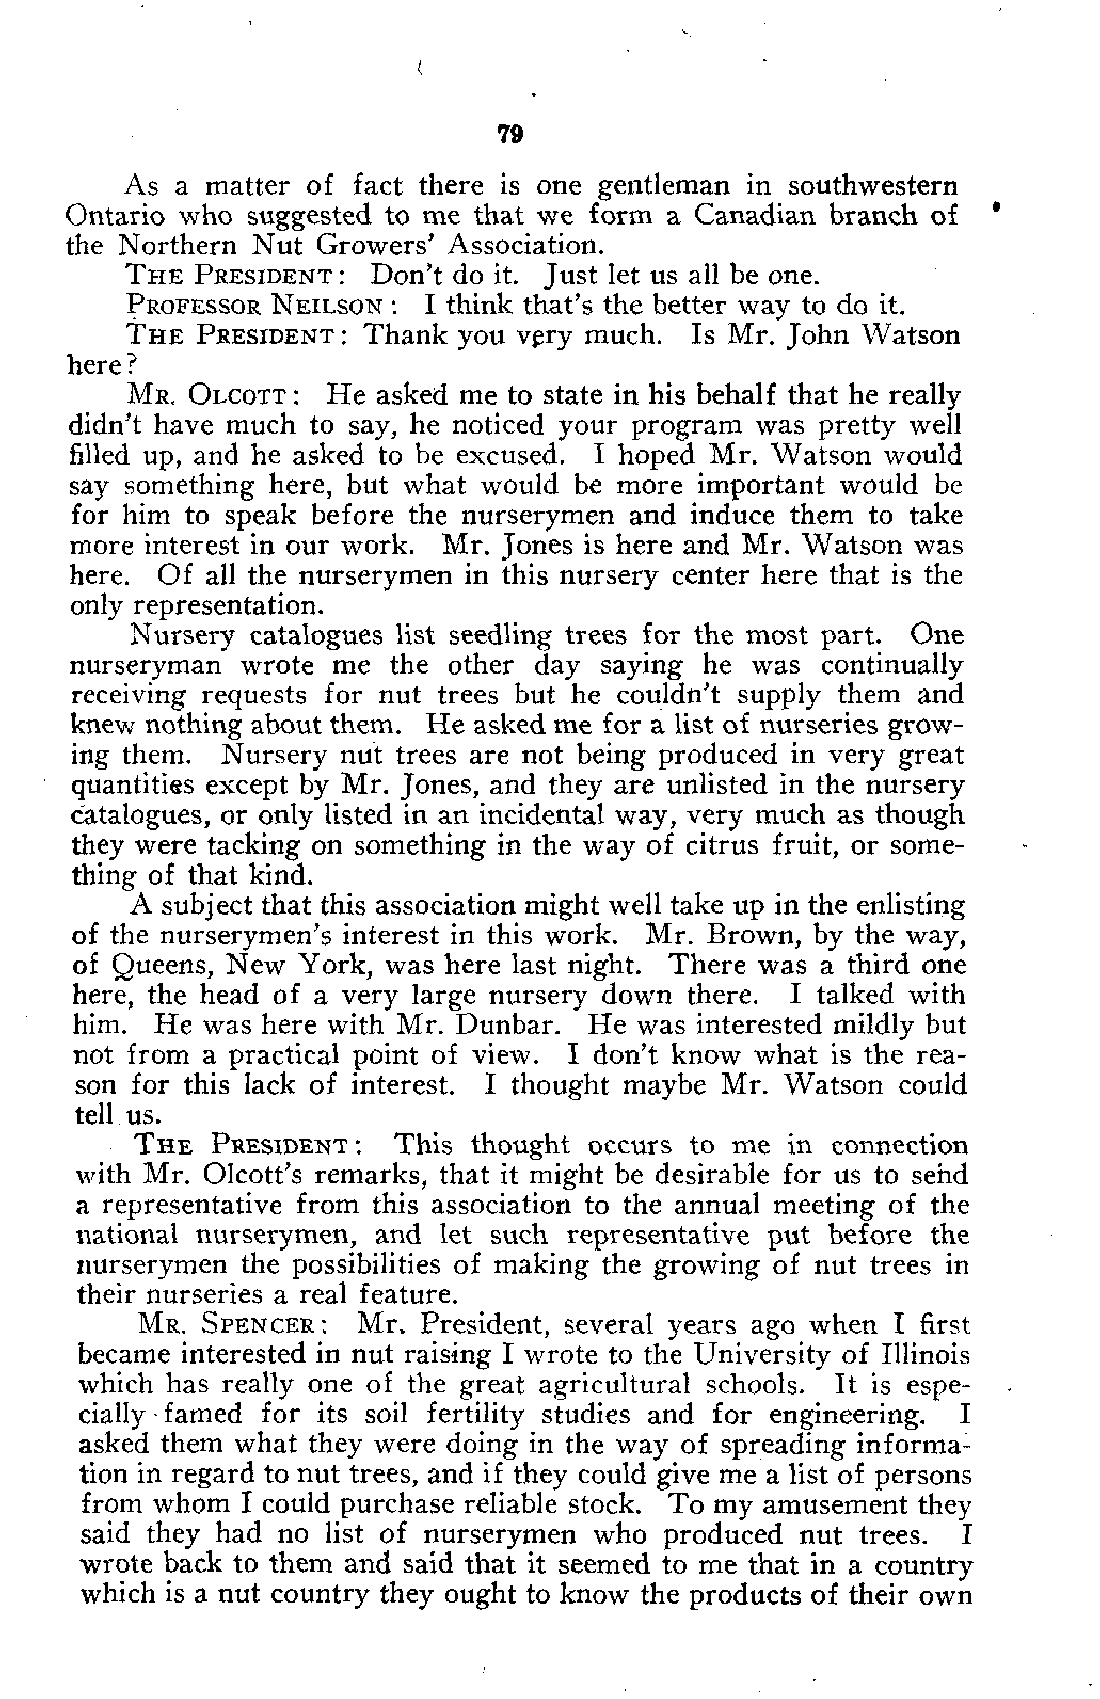 79
As a matter of fact there is one gentleman in southwestern
Ontario who suggested to me that we form a Canadian branch of
the Northern Nut Growers' Association.
THE PRESIDENT: Don't do it. Just let us all be one.
PROFESSOR NEILSON: I think that's the better way to do it.
THE PRESIDENT: Thank you very much. Is Mr. John Watson
here?
MR. OLCOTT: He asked me to state in his behalf that he really
didn't have much to say, he noticed your program was pretty well
filled up, and he asked to be excused. I hoped Mr. Watson would
say something here, but what would be more important would be
for him to speak before the nurserymen and induce them to take
more interest in our work. Mr. Jones is here and Mr. Watson was
here. Of all the nurserymen in this nursery center here that is the
only representation.
Nursery catalogues list seedling trees for the most part. One
nurseryman wrote me the other day saying he was continually
receiving requests for nut trees but he couldn't supply them and
knew nothing about them. He asked me for a list of nurseries grow-
ing them. Nursery nut trees are not being produced in very great
quantities except by Mr. Jones, and they are unlisted in the nursery
catalogues, or only listed in an incidental way, very much as though
they were tacking on something in the way of citrus fruit, or some-
thing of that kind.
A subject that this association might well take up in the enlisting
of the nurserymen's interest in this work. Mr. Brown, by the way,
of Queens, New York, was here last night. There was a third one
here, the head of a very large nursery down there. I talked with
him. He was here with Mr. Dunbar. He was interested mildly but
not from a practical point of view. I don't know what is the rea-
son for this lack of interest. I thought maybe Mr. Watson could
tell us.
THE PRESIDENT: This thought occurs to me in connection
with Mr. Olcott's remarks, that it might be desirable for us to send
a representative from this association to the annual meeting of the
national nurserymen, and let such representative put before the
nurserymen the possibilities of making the growing of nut trees in
their nurseries a real feature.
MR. SPENCER: Mr. President, several years ago when I first
became interested in nut raising I wrote to the University of Illinois
which has really one of the great agricultural schools. It is espe-
cially famed for its soil fertility studies and for engineering. I
asked them what they were doing in the way of spreading informa-
tion in regard to nut trees, and if they could give me a list of persons
from whom I could purchase reliable stock. To my amusement they
said they had no list of nurserymen who produced nut trees. I
wrote back to them and said that it seemed to me that in a country
which is a nut country they ought to know the products of their own